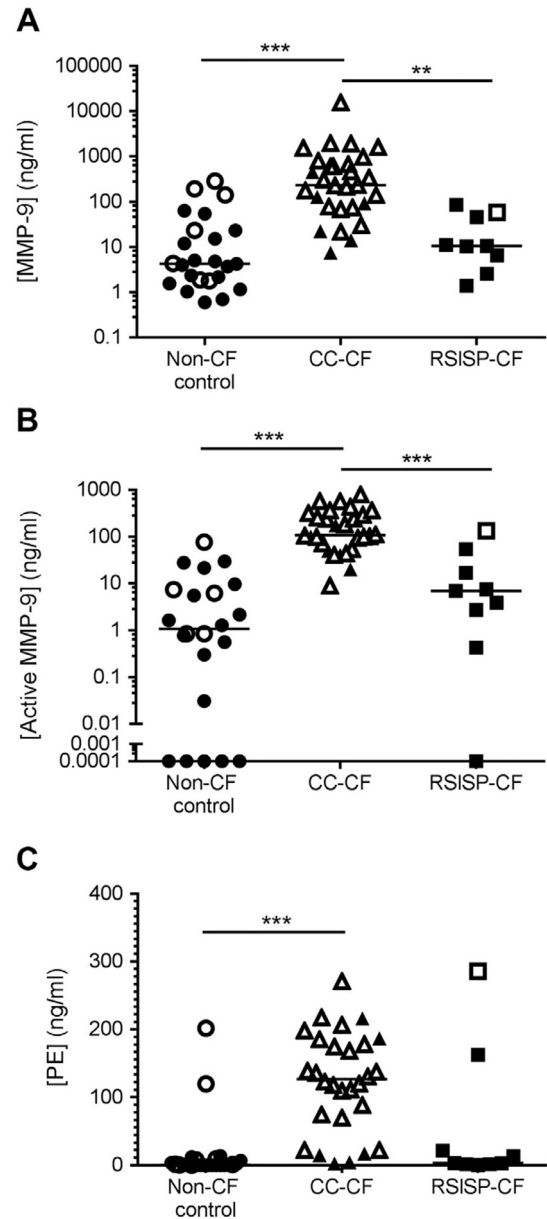 A
*** 
**
[MMP-9] (ng/ml)
100000
10000
1000
100
10
1
0.1
Non-CF control
CC-CF
RSISP-CF
B
***
***
[Active MMP-9] (ng/ml)
1000
100
10
1
0.1
0.01
0.001
0.0001
Non-CF control
CC-CF
RSISP-CF
C
***
[PE] (ng/ml)
400
300
200
100
0
Non-CF control
CC-CF
RSISP-CF